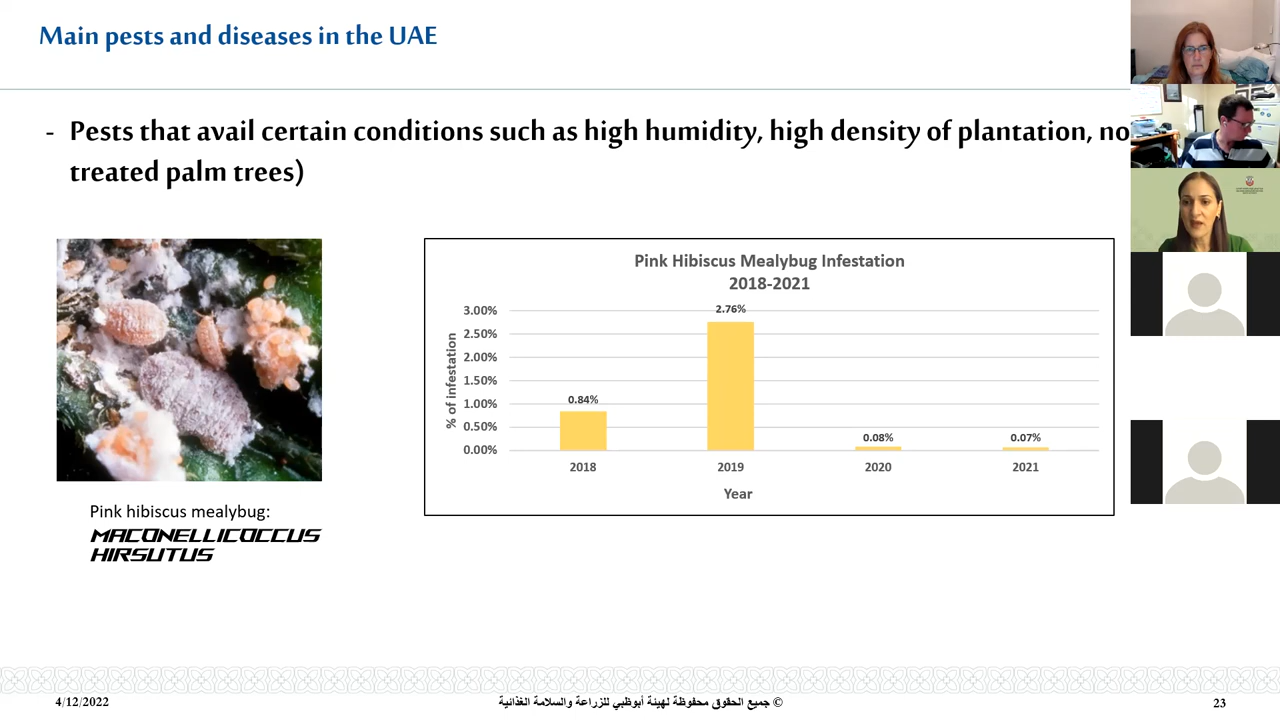 Main pests and diseases in the UAE
- Pests that avail certain conditions such as high humidity, high density of plantation, no
treated palm trees)
Pink Hibiscus Mealybug Infestation
2018-2021
% of infestation
3.00%
2.50%
2.00%
1.50%
1.00%
0.50%
0.00%
0.84%
2.76%
0.08%
0.07%
2018 2019 2020 2021
Year
Pink hibiscus mealybug:
MACONELLICOCCUS
HIRSUTUS
4/12/2022
© جميع الحقوق محفوظة لهيئة أبوظبي للزراعة والسلامة الغذائية
23